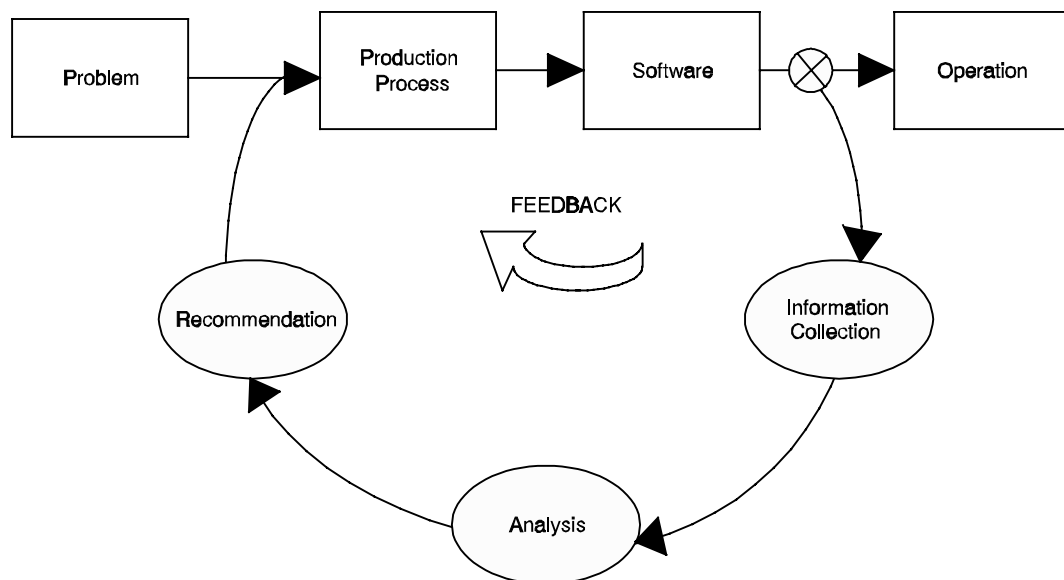 Problem
Production
Process
Software
Operation
FEEDBACK
Recommendation
Information
Collection
Analysis